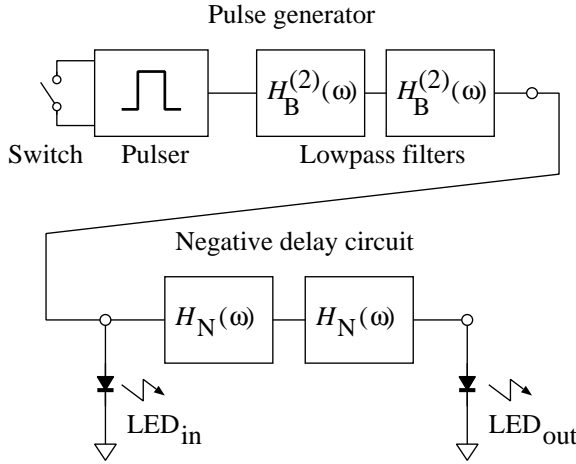 Pulse generator
H_B^(2)(ω) H_B^(2)(ω)
Switch Pulser Lowpass filters
Negative delay circuit
H_N(ω) H_N(ω)
LED_in LED_out